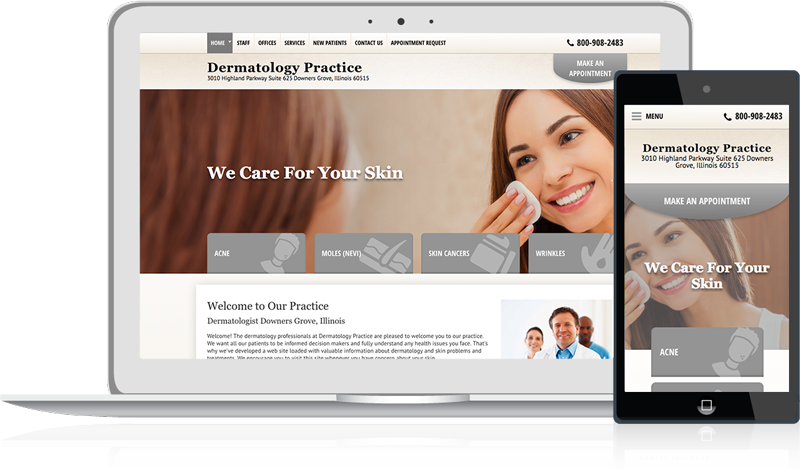 HOME STAFF OFFICES SERVICES NEW PATIENTS CONTACT US APPOINTMENT REQUEST 800-908-2483
Dermatology Practice
3010 Highland Parkway Suite 625 Downers Grove, Illinois 60515
MAKE AN
APPOINTMENT
We Care For Your Skin
ACNE MOLES (NEVI) SKIN CANCERS WRINKLES
Welcome to Our Practice
Dermatologist Downers Grove, Illinois
Welcome! The dermatology professionals at Dermatology Practice are pleased to welcome you to our practice.
We want all our patients to be informed decision makers and fully understand any health issues you face. That's
why we've developed a web site loaded with valuable information about dermatology and skin problems and
treatments. We encourage you to visit this site whenever you have concern about your skin.
MENU 800-908-2483
Dermatology Practice
3010 Highland Parkway Suite 625 Downers
Grove, Illinois 60515
MAKE AN APPOINTMENT
We Care For Your
Skin
ACNE